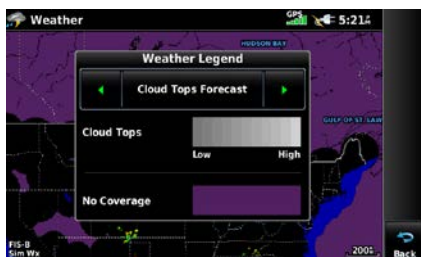 Weather
GPS
5:21
HUDSON BAY
Weather Legend
Cloud Tops Forecast
GULF OF ST. LAW
Cloud Tops
Low High
No Coverage
FIS-B
Sim Wx
200
Back